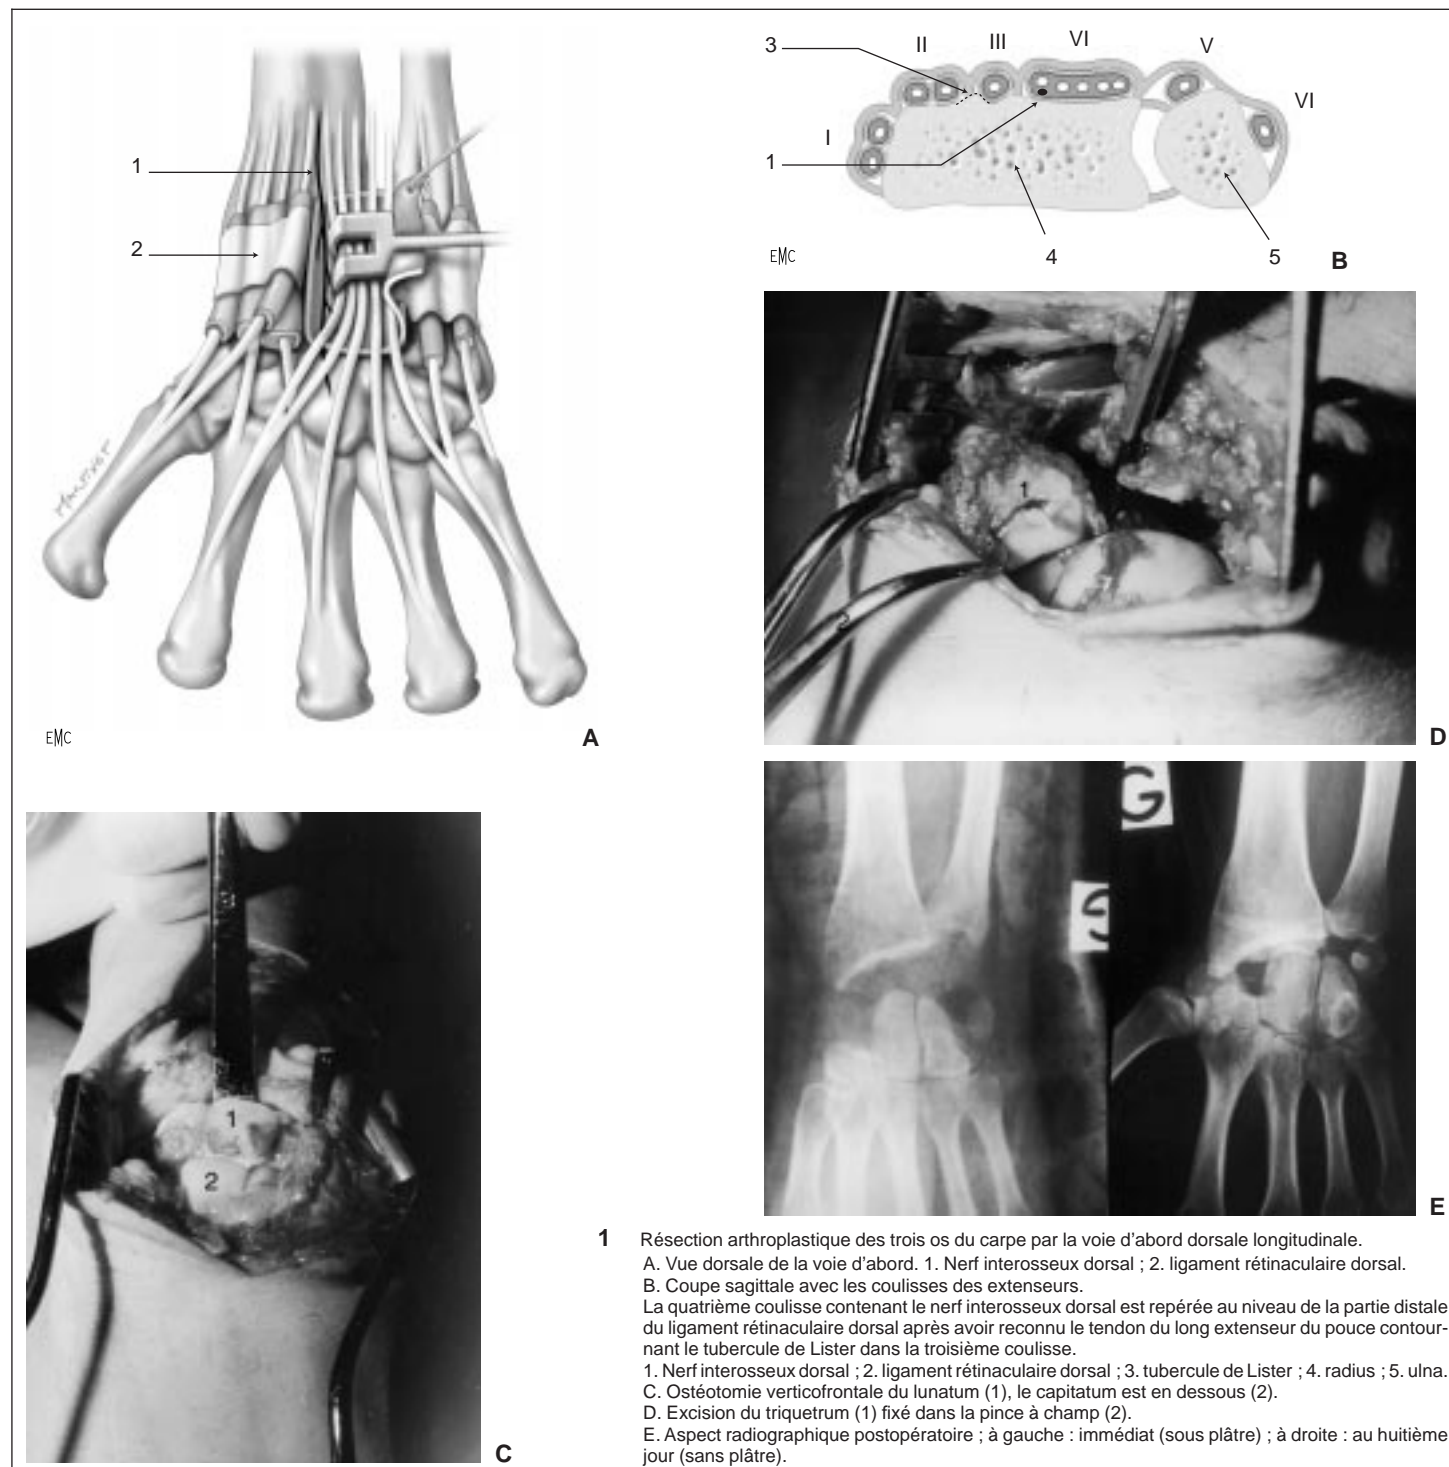 1
2
MARTINOT
EMC
A
3
II
III
VI
V
I
VI
1
EMC
4
5
B
1
D
1
2
C
G
G
E
1 Résection arthroplastique des trois os du carpe par la voie d'abord dorsale longitudinale.
A. Vue dorsale de la voie d'abord. 1. Nerf interosseux dorsal ; 2. ligament rétinaculaire dorsal.
B. Coupe sagittale avec les coulisses des extenseurs.
La quatrième coulisse contenant le nerf interosseux dorsal est repérée au niveau de la partie distale
du ligament rétinaculaire dorsal après avoir reconnu le tendon du long extenseur du pouce contour-
nant le tubercule de Lister dans la troisième coulisse.
1. Nerf interosseux dorsal ; 2. ligament rétinaculaire dorsal ; 3. tubercule de Lister ; 4. radius ; 5. ulna.
C. Ostéotomie verticofrontale du lunatum (1), le capitatum est en dessous (2).
D. Excision du triquetrum (1) fixé dans la pince à champ (2).
E. Aspect radiographique postopératoire ; à gauche : immédiat (sous plâtre) ; à droite : au huitième
jour (sans plâtre).